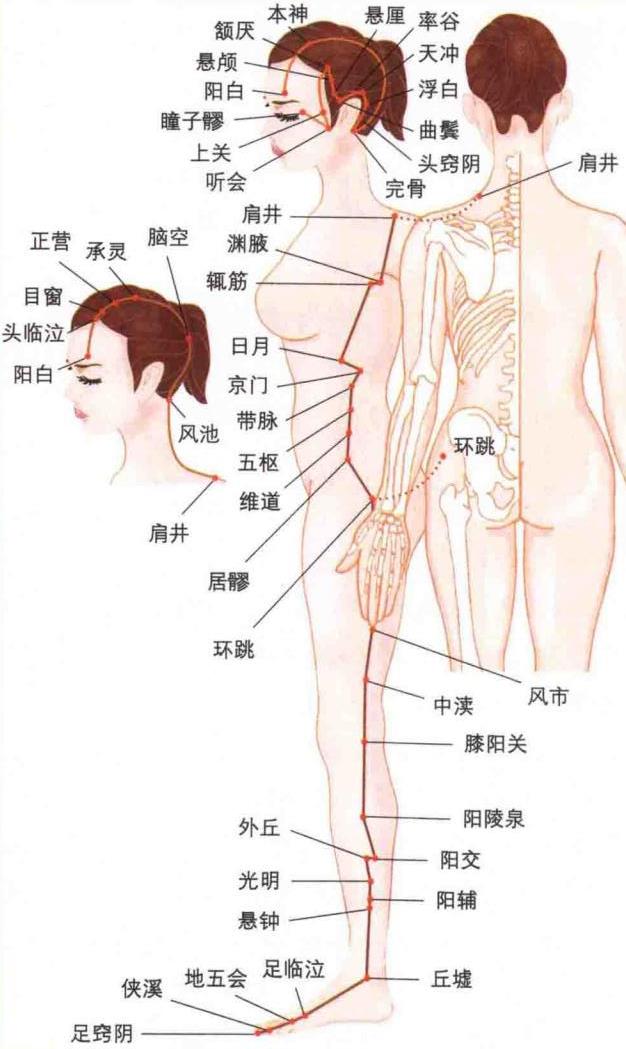 本神
悬厘
率谷
颔厌
天冲
悬颅
浮白
阳白
曲鬓
瞳子髎
头窍阴
上关
肩井
听会
完骨
肩井
渊腋
辄筋
正营
承灵
脑空
目窗
头临泣
阳白
日月
京门
带脉
风池
环跳
五枢
维道
肩井
居髎
环跳
风市
中渎
膝阳关
阳陵泉
外丘
阳交
光明
阳辅
悬钟
足临泣
地五会
丘墟
侠溪
足窍阴